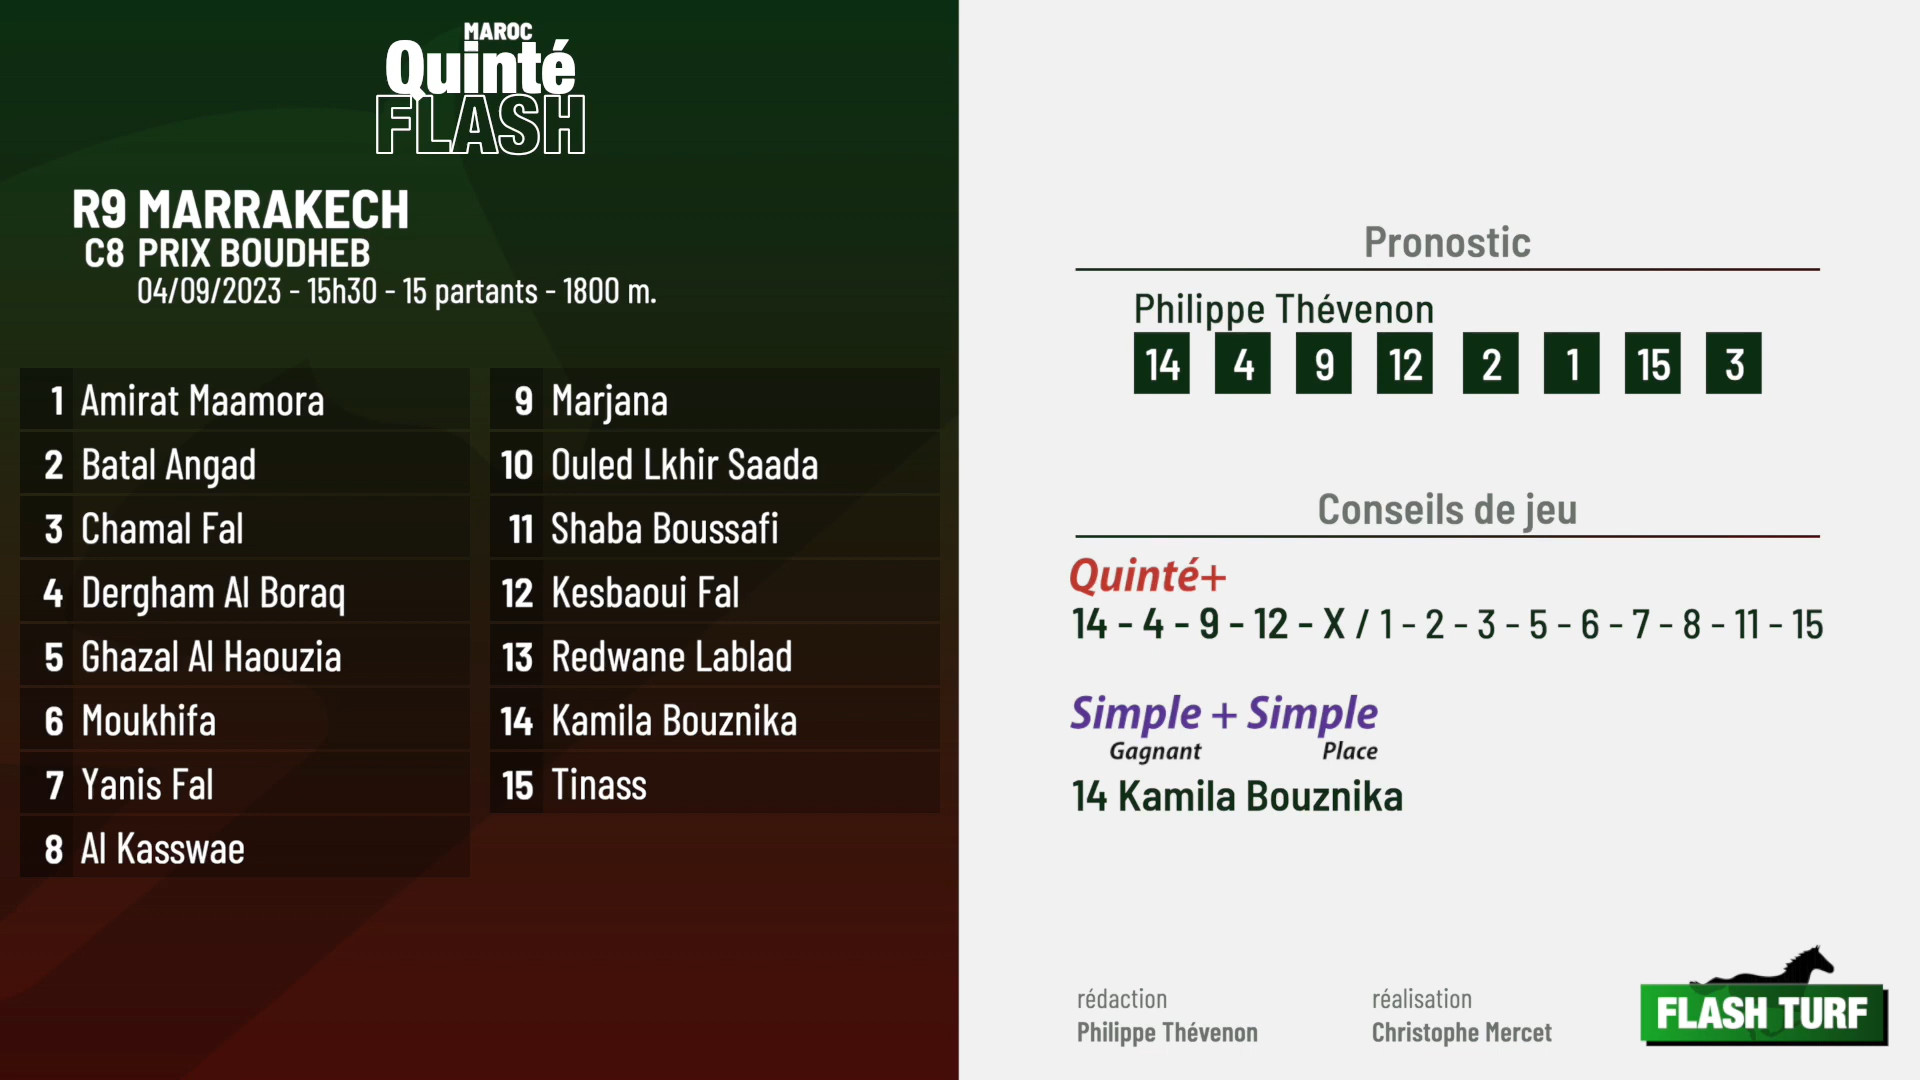 MAROC
Quinté
FLASH
R9 MARRAKECH
C8 PRIX BOUDHEB
04/09/2023 - 15h30 - 15 partants - 1800 m.
1 Amirat Maamora
2 Batal Angad
3 Chamal Fal
4 Dergham Al Boraq
5 Ghazal Al Haouzia
6 Moukhifa
7 Yanis Fal
8 Al Kasswae
9 Marjana
10 Ouled Lkhir Saada
11 Shaba Boussafi
12 Kesbaoui Fal
13 Redwane Lablad
14 Kamila Bouznika
15 Tinass
Pronostic
Philippe Thévenon
14 4 9 12 2 1 15 3
Conseils de jeu
Quinté+
14 - 4 - 9 - 12 - X / 1 - 2 - 3 - 5 - 6 - 7 - 8 - 11 - 15
Simple + Simple
Gagnant Place
14 Kamila Bouznika
rédaction
Philippe Thévenon
réalisation
Christophe Mercet
FLASH TURF